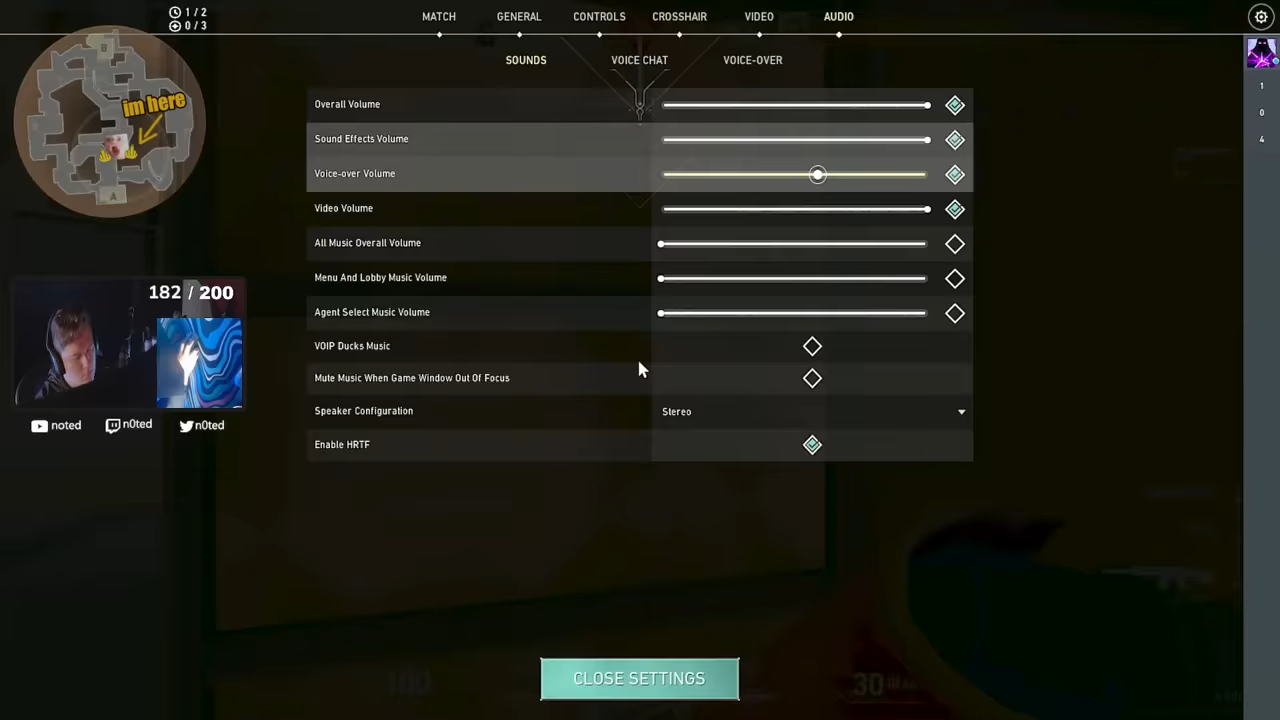 1 / 2
0 / 3
MATCH
GENERAL
CONTROLS
CROSSHAIR
VIDEO
AUDIO
SOUNDS
VOICE CHAT
VOICE-OVER
B
im here
A
1
0
4
Overall Volume
Sound Effects Volume
Voice-over Volume
Video Volume
All Music Overall Volume
Menu And Lobby Music Volume
Agent Select Music Volume
VOIP Ducks Music
Mute Music When Game Window Out Of Focus
Speaker Configuration Stereo
Enable HRTF
182 / 200
noted n0ted n0ted
CLOSE SETTINGS
100
30